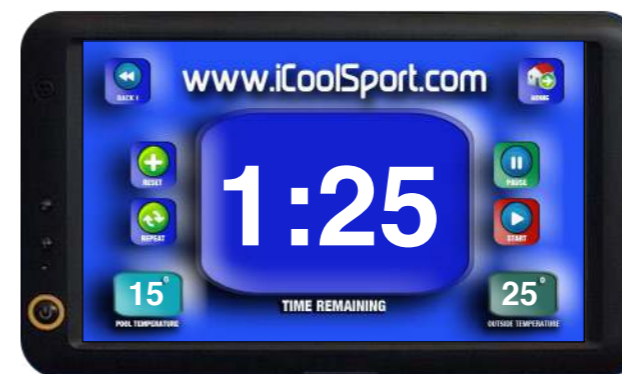 www.iCoolSport.com
BACK 1
HOME
1:25
RESET
PAUSE
REPEAT
START
15°
25°
TIME REMAINING
POOL TEMPERATURE
OUTSIDE TEMPERATURE